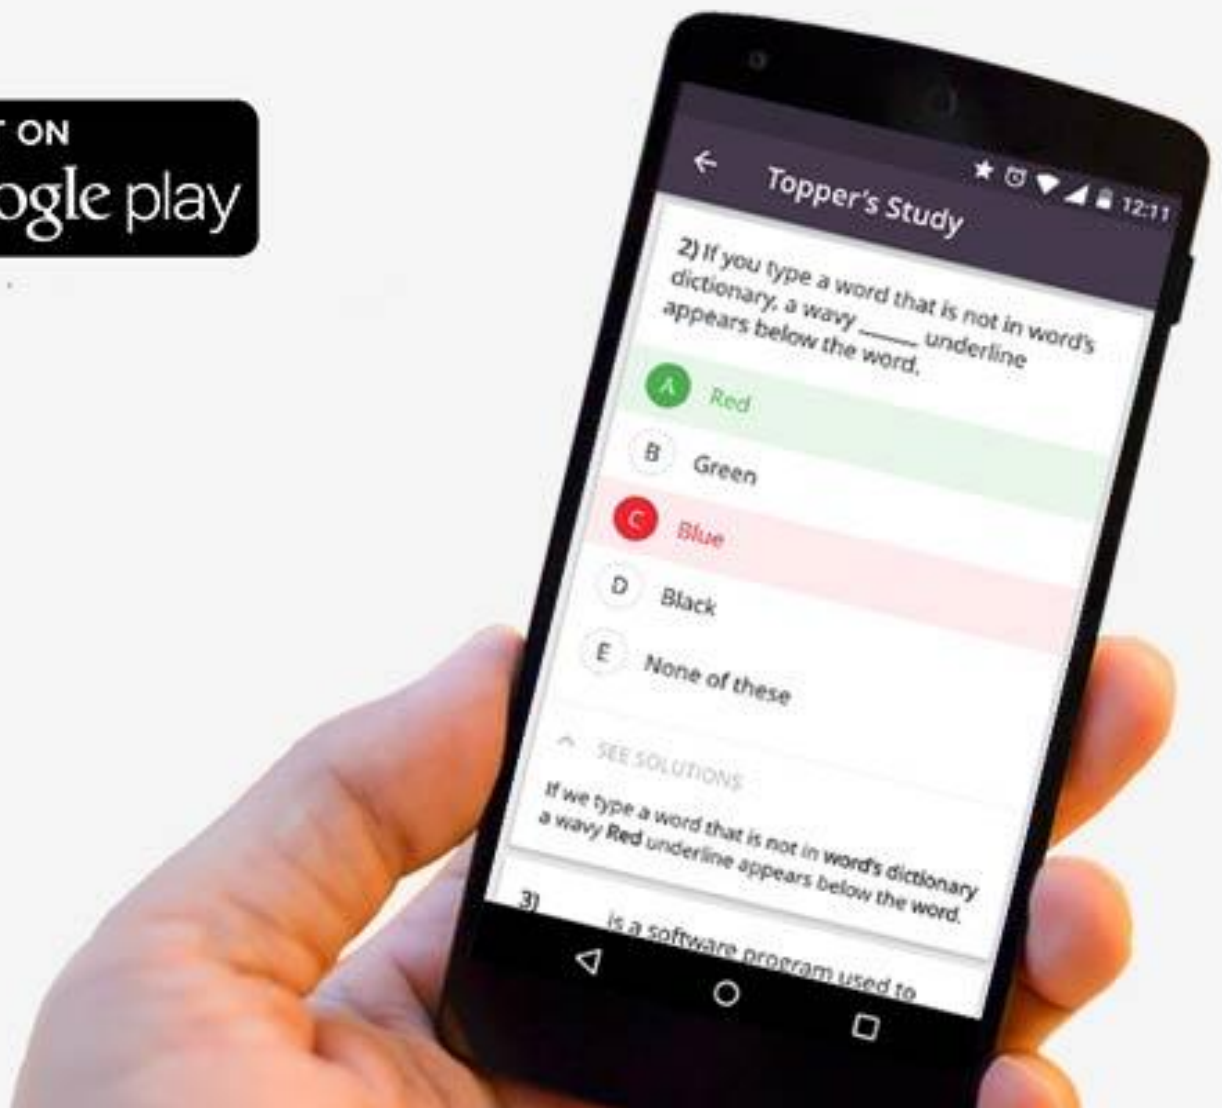 T ON
ogle play
12:11
Topper's Study
2) If you type a word that is not in word's
dictionary, a wavy _____ underline
appears below the word.
A Red
B Green
C Blue
D Black
E None of these
SEE SOLUTIONS
If we type a word that is not in word's dictionary
a wavy Red underline appears below the word.
3) _____ is a software program used to